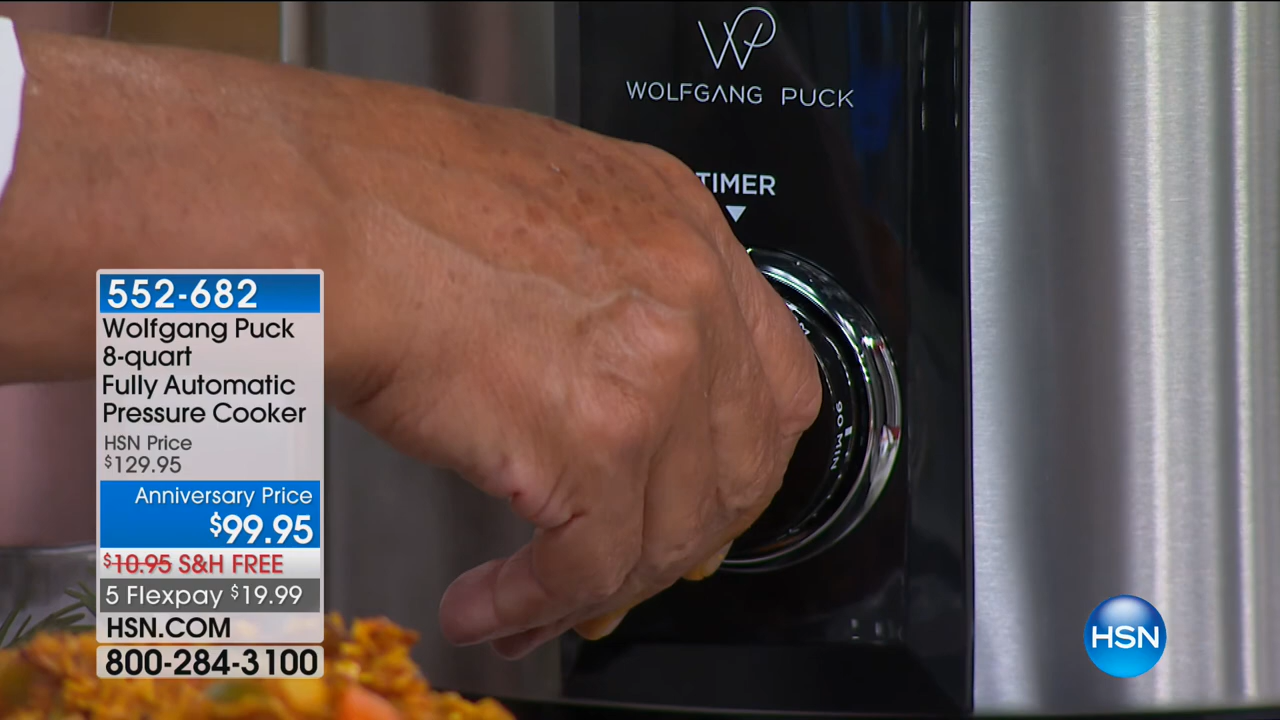 WP
WOLFGANG PUCK
TIMER
90 MIN
552-682
Wolfgang Puck
8-quart
Fully Automatic
Pressure Cooker
HSN Price
$129.95
Anniversary Price
$99.95
$10.95 S&H FREE
5 Flexpay $19.99
HSN.COM
800-284-3100
HSN